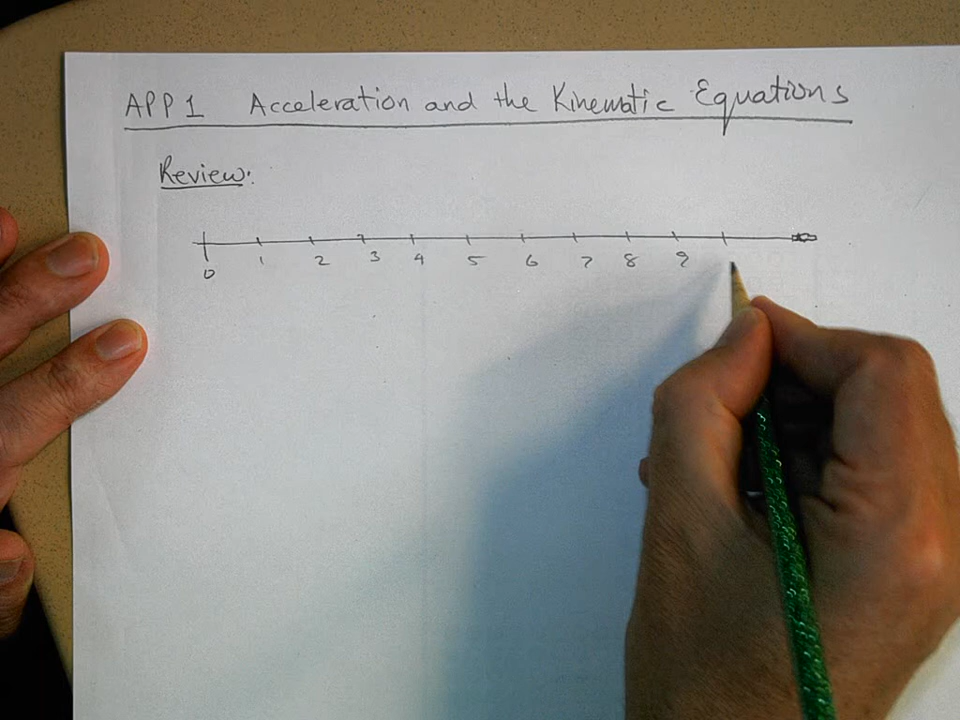 APP 1 Acceleration and the Kinematic Equations
Review:
0 1 2 3 4 5 6 7 8 9